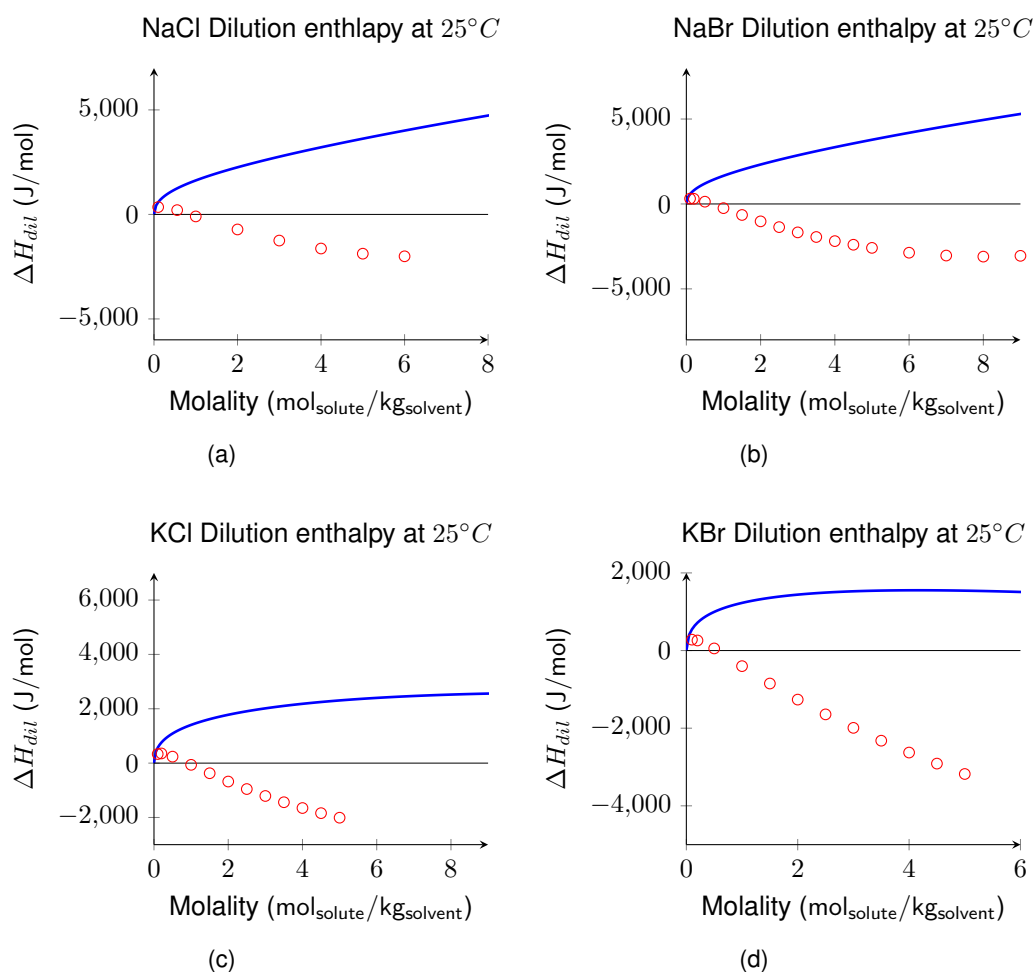 NaCl Dilution enthlapy at 25°C
5,000
0
−5,000
ΔH_dil (J/mol)
0 2 4 6 8
Molality (mol_solute/kg_solvent)
(a)
NaBr Dilution enthalpy at 25°C
5,000
0
−5,000
ΔH_dil (J/mol)
0 2 4 6 8
Molality (mol_solute/kg_solvent)
(b)
KCl Dilution enthalpy at 25°C
6,000
4,000
2,000
0
−2,000
ΔH_dil (J/mol)
0 2 4 6 8
Molality (mol_solute/kg_solvent)
(c)
KBr Dilution enthalpy at 25°C
2,000
0
−2,000
−4,000
ΔH_dil (J/mol)
0 2 4 6
Molality (mol_solute/kg_solvent)
(d)